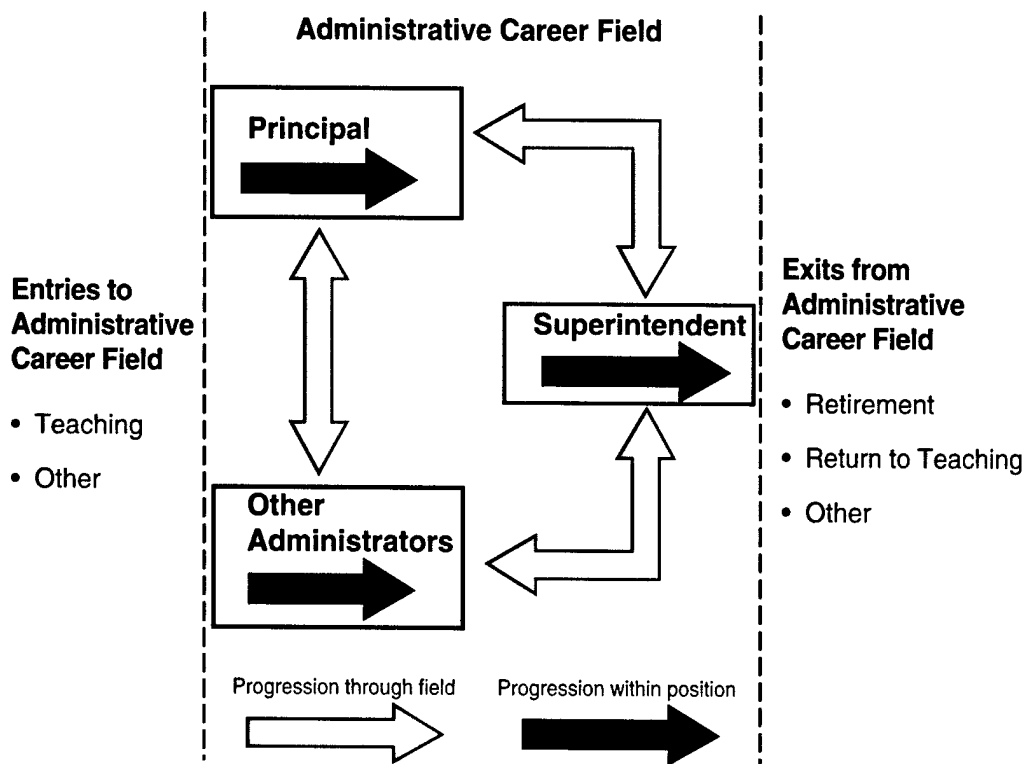 Administrative Career Field
Principal
Entries to
Administrative
Career Field
• Teaching
• Other
Superintendent
Other
Administrators
Exits from
Administrative
Career Field
• Retirement
• Return to Teaching
• Other
Progression through field
Progression within position